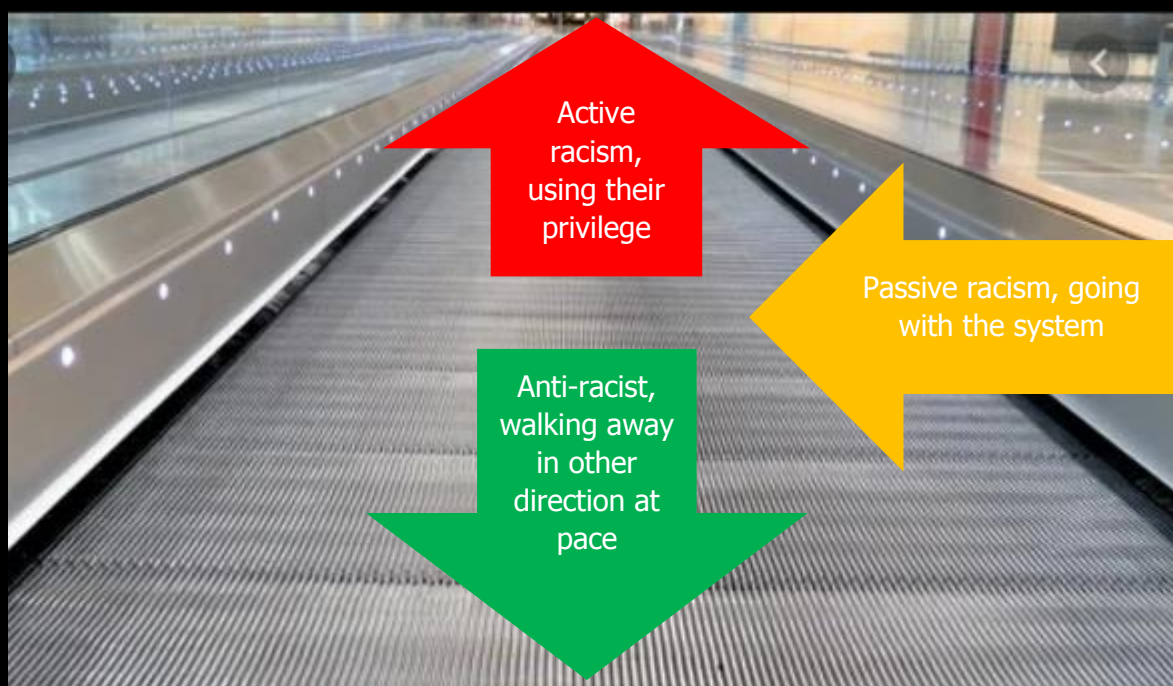 Active
racism,
using their
privilege
Passive racism, going
with the system
Anti-racist,
walking away
in other
direction at
pace